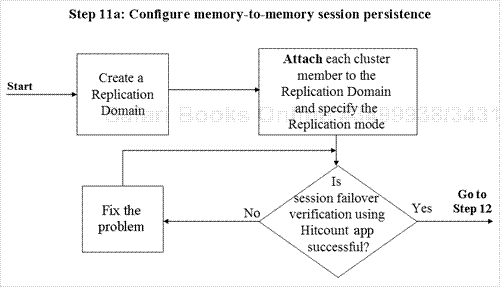 Step 11a: Configure memory-to-memory session persistence
Start
Create a
Replication
Domain
Attach each cluster
member to the
Replication Domain
and specify the
Replication mode
Is
session failover
verification using
Hitcount app
successful?
No
Fix the
problem
Yes
Go to
Step 12